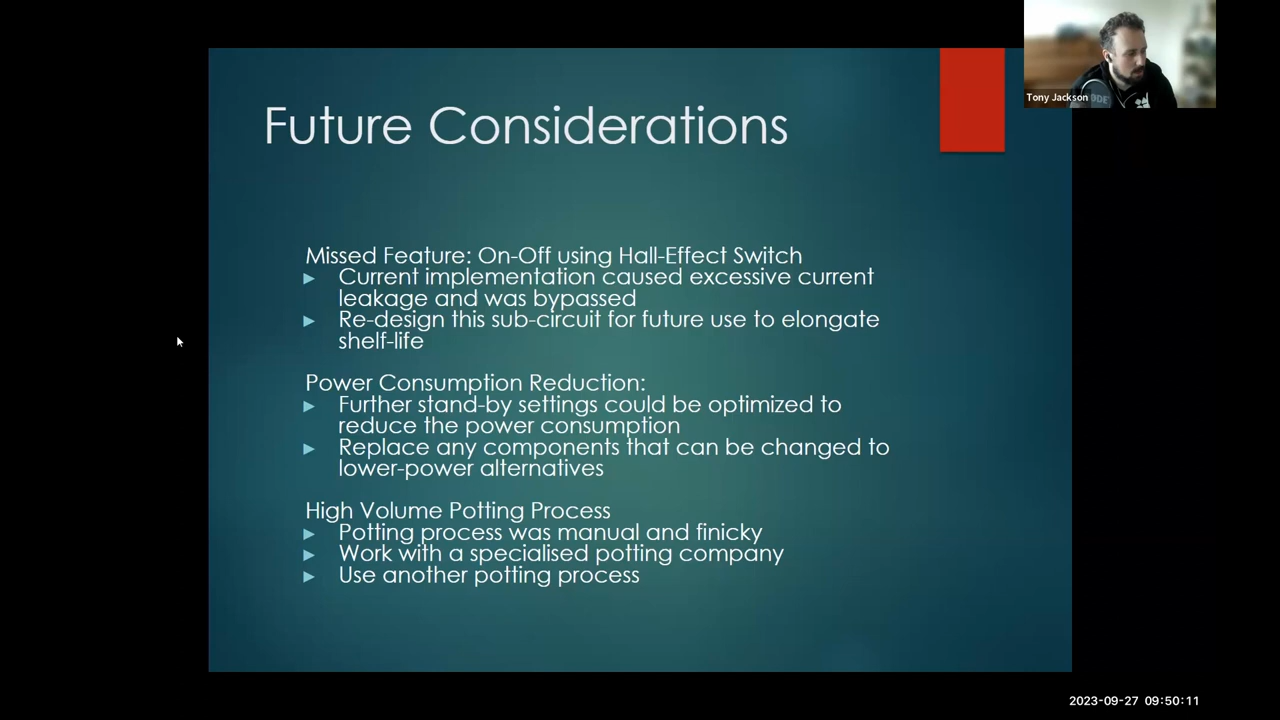 Future Considerations
Tony Jackson
Missed Feature: On-Off using Hall-Effect Switch
Current implementation caused excessive current
leakage and was bypassed
Re-design this sub-circuit for future use to elongate
shelf-life
Power Consumption Reduction:
Further stand-by settings could be optimized to
reduce the power consumption
Replace any components that can be changed to
lower-power alternatives
High Volume Potting Process
Potting process was manual and finicky
Work with a specialised potting company
Use another potting process
2023-09-27 09:50:11